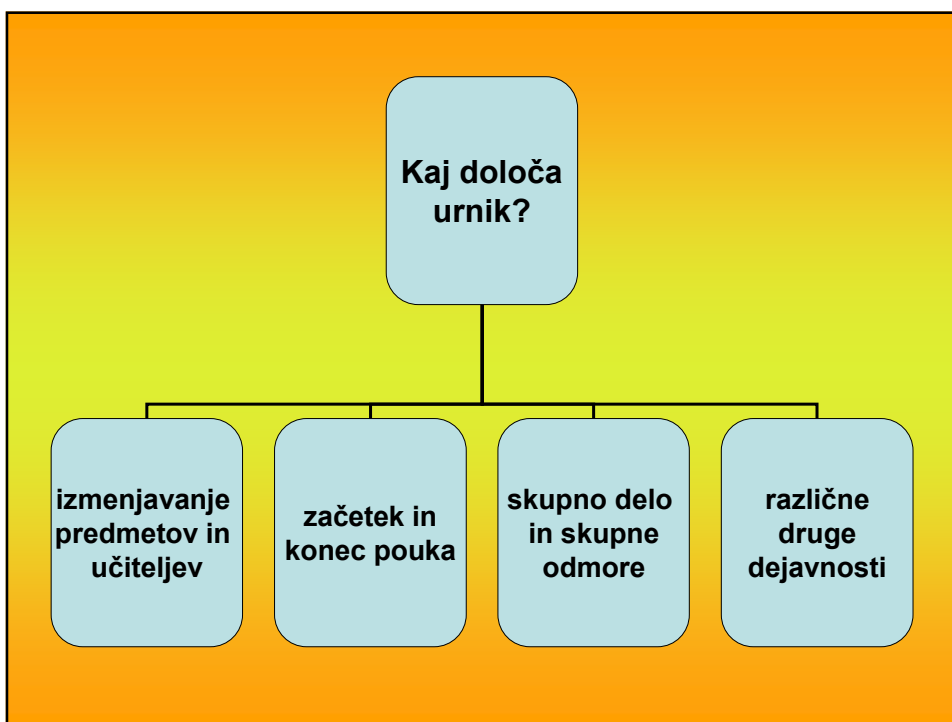 Kaj določa
urnik?
izmenjavanje
predmetov in
učiteljev
začetek in
konec pouka
skupno delo
in skupne
odmore
različne
druge
dejavnosti